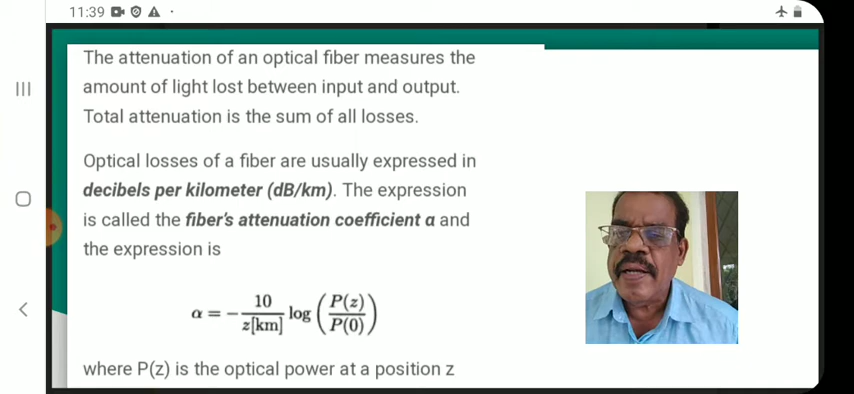 11:39
The attenuation of an optical fiber measures the
amount of light lost between input and output.
Total attenuation is the sum of all losses.
Optical losses of a fiber are usually expressed in
decibels per kilometer (dB/km). The expression
is called the fiber's attenuation coefficient α and
the expression is
α = − 10 / z[km] log ( P(z) / P(0) )
where P(z) is the optical power at a position z